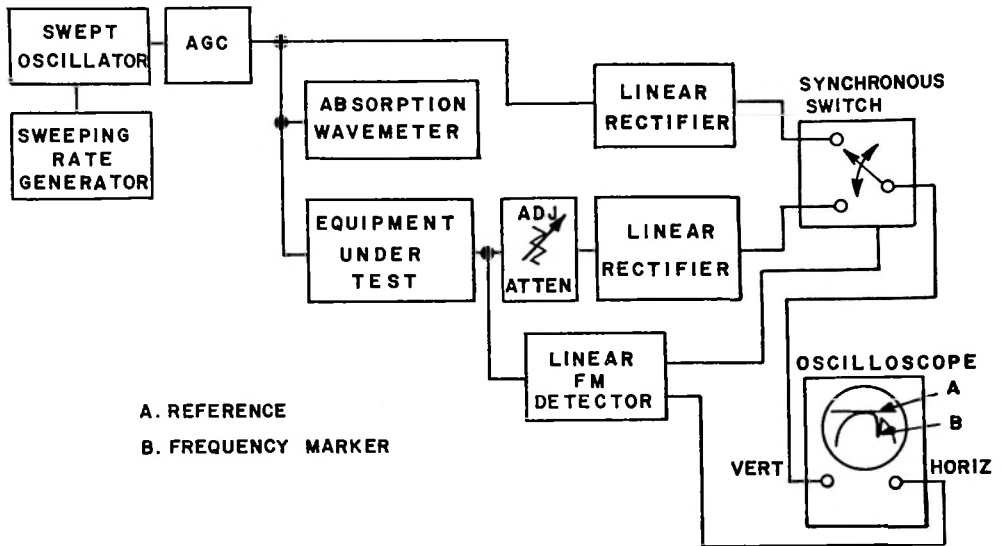 SWEPT
OSCILLATOR
AGC
SWEEPING
RATE
GENERATOR
ABSORPTION
WAVEMETER
LINEAR
RECTIFIER
SYNCHRONOUS
SWITCH
EQUIPMENT
UNDER
TEST
ADJ
ATTEN
LINEAR
RECTIFIER
LINEAR
FM
DETECTOR
OSCILLOSCOPE
A
B
VERT
HORIZ
A. REFERENCE
B. FREQUENCY MARKER